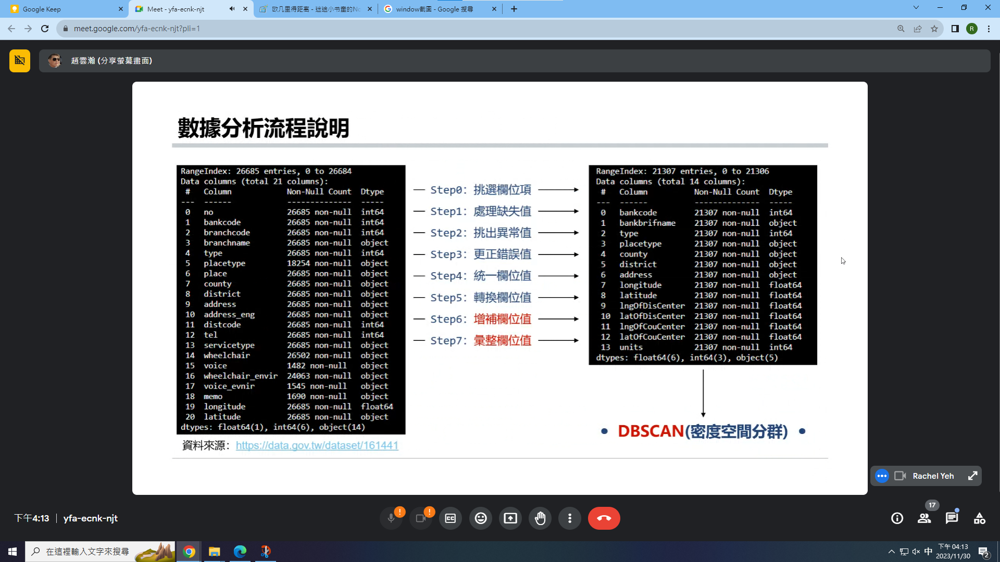 Google Keep
Meet - yfa-ecnk-njt
欧几里得距离 - 迷途小书童的No
window截圖 - Google 搜尋
meet.google.com/yfa-ecnk-njt?pli=1
R
趙雲瀚 (分享螢幕畫面)
數據分析流程說明
RangeIndex: 26685 entries, 0 to 26684
Data columns (total 21 columns):
# Column Non-Null Count Dtype
--- ------ -------------- -----
0 no 26685 non-null int64
1 bankcode 26685 non-null int64
2 branchcode 26685 non-null int64
3 branchname 26685 non-null object
4 type 26685 non-null int64
5 placetype 18254 non-null object
6 place 26685 non-null object
7 county 26685 non-null object
8 district 26685 non-null object
9 address 26685 non-null object
10 address_eng 26685 non-null object
11 distcode 26685 non-null int64
12 tel 26685 non-null int64
13 servicetype 26685 non-null object
14 wheelchair 26502 non-null object
15 voice 1482 non-null object
16 wheelchair_envir 24063 non-null object
17 voice_evnir 1545 non-null object
18 memo 1690 non-null object
19 longitude 26685 non-null float64
20 latitude 26685 non-null object
dtypes: float64(1), int64(6), object(14)
資料來源：https://data.gov.tw/dataset/161441
Step0：挑選欄位項
Step1：處理缺失值
Step2：挑出異常值
Step3：更正錯誤值
Step4：統一欄位值
Step5：轉換欄位值
Step6：增補欄位值
Step7：彙整欄位值
RangeIndex: 21307 entries, 0 to 21306
Data columns (total 14 columns):
# Column Non-Null Count Dtype
--- ------ -------------- -----
0 bankcode 21307 non-null int64
1 bankbrifname 21307 non-null object
2 type 21307 non-null int64
3 placetype 21307 non-null object
4 county 21307 non-null object
5 district 21307 non-null object
6 address 21307 non-null object
7 longitude 21307 non-null float64
8 latitude 21307 non-null float64
9 lngOfDisCenter 21307 non-null float64
10 latOfDisCenter 21307 non-null float64
11 lngOfCouCenter 21307 non-null float64
12 latOfCouCenter 21307 non-null float64
13 units 21307 non-null int64
dtypes: float64(6), int64(3), object(5)
• DBSCAN(密度空間分群) •
Rachel Yeh
下午4:13 | yfa-ecnk-njt
17
在這裡輸入文字來搜尋
中
下午 04:13
2023/11/30
2